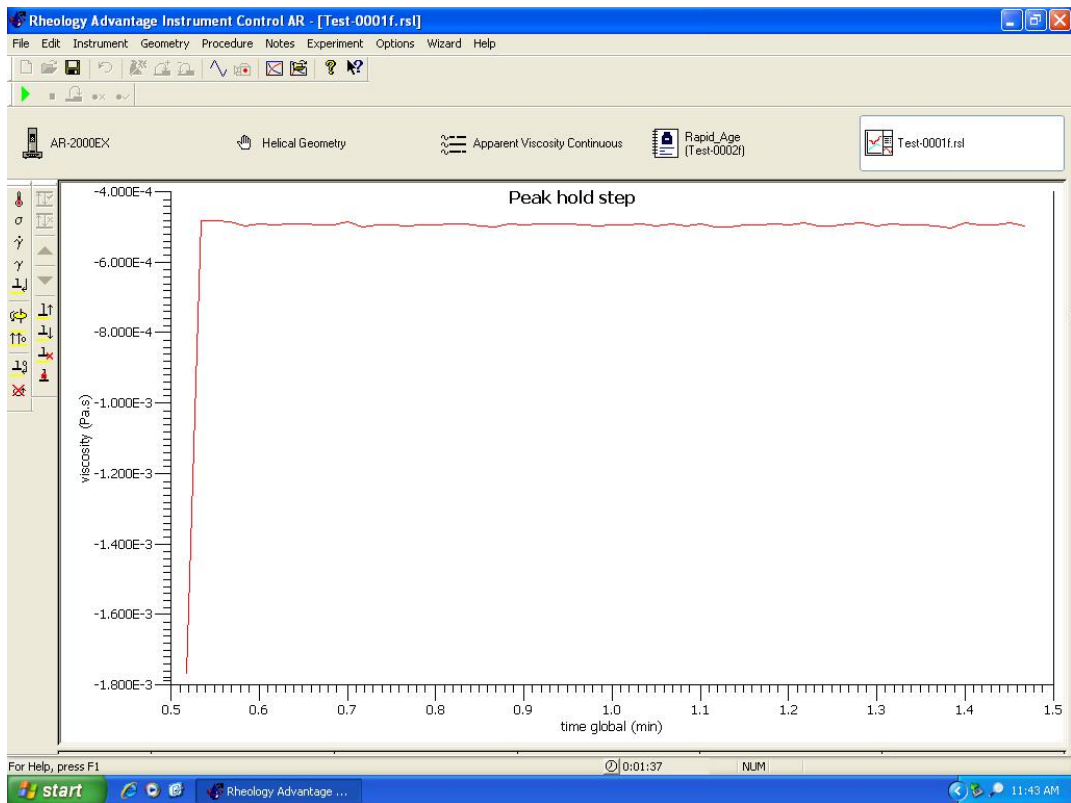 Rheology Advantage Instrument Control AR - [Test-0001f.rsl]
File Edit Instrument Geometry Procedure Notes Experiment Options Wizard Help
AR-2000EX
Helical Geometry
Apparent Viscosity Continuous
Rapid_Age
(Test-0002f)
Test-0001f.rsl
Peak hold step
-4.000E-4
-6.000E-4
-8.000E-4
-1.000E-3
-1.200E-3
-1.400E-3
-1.600E-3
-1.800E-3
viscosity (Pa.s)
0.5 0.6 0.7 0.8 0.9 1.0 1.1 1.2 1.3 1.4 1.5
time global (min)
For Help, press F1
0:01:37
NUM
start
Rheology Advantage ...
11:43 AM